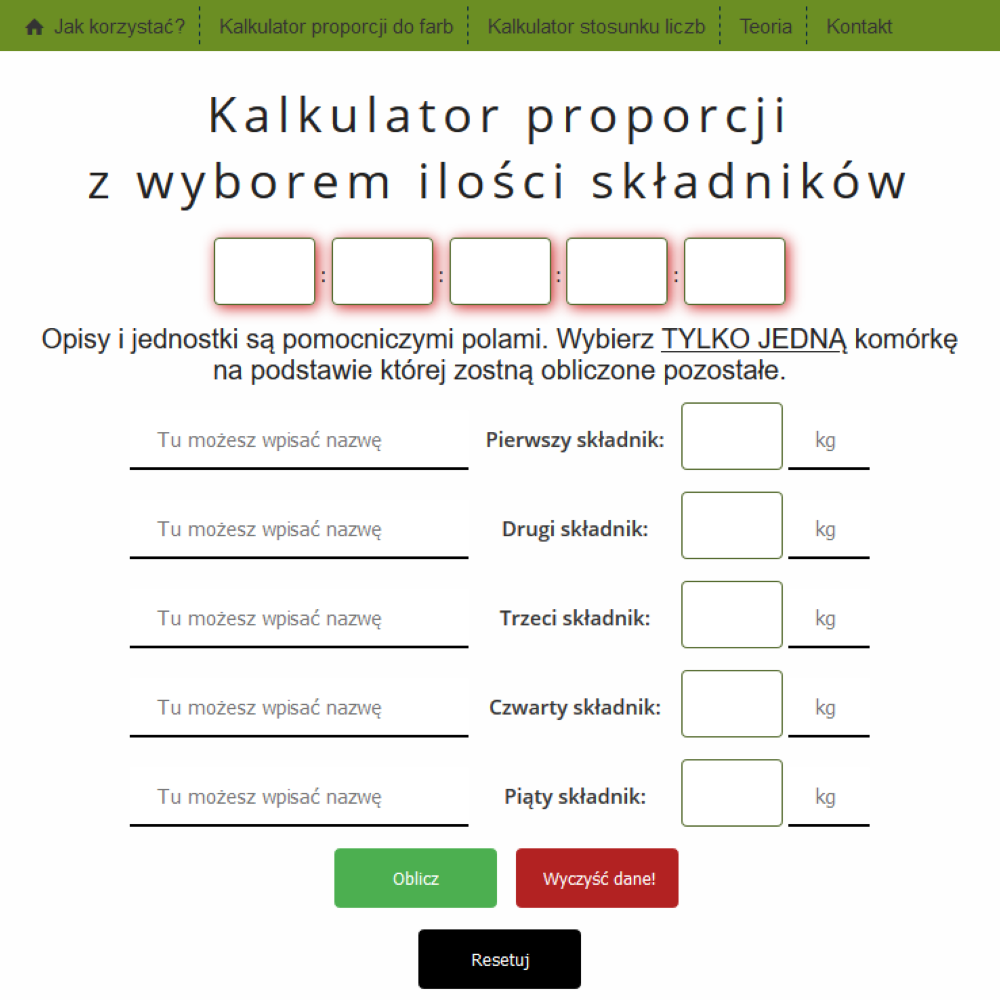 Jak korzystać? Kalkulator proporcji do farb Kalkulator stosunku liczb Teoria Kontakt
Kalkulator proporcji
z wyborem ilości składników
: : : :
Opisy i jednostki są pomocniczymi polami. Wybierz TYLKO JEDNĄ komórkę
na podstawie której zostną obliczone pozostałe.
Tu możesz wpisać nazwę Pierwszy składnik: kg
Tu możesz wpisać nazwę Drugi składnik: kg
Tu możesz wpisać nazwę Trzeci składnik: kg
Tu możesz wpisać nazwę Czwarty składnik: kg
Tu możesz wpisać nazwę Piąty składnik: kg
Oblicz Wyczyść dane!
Resetuj